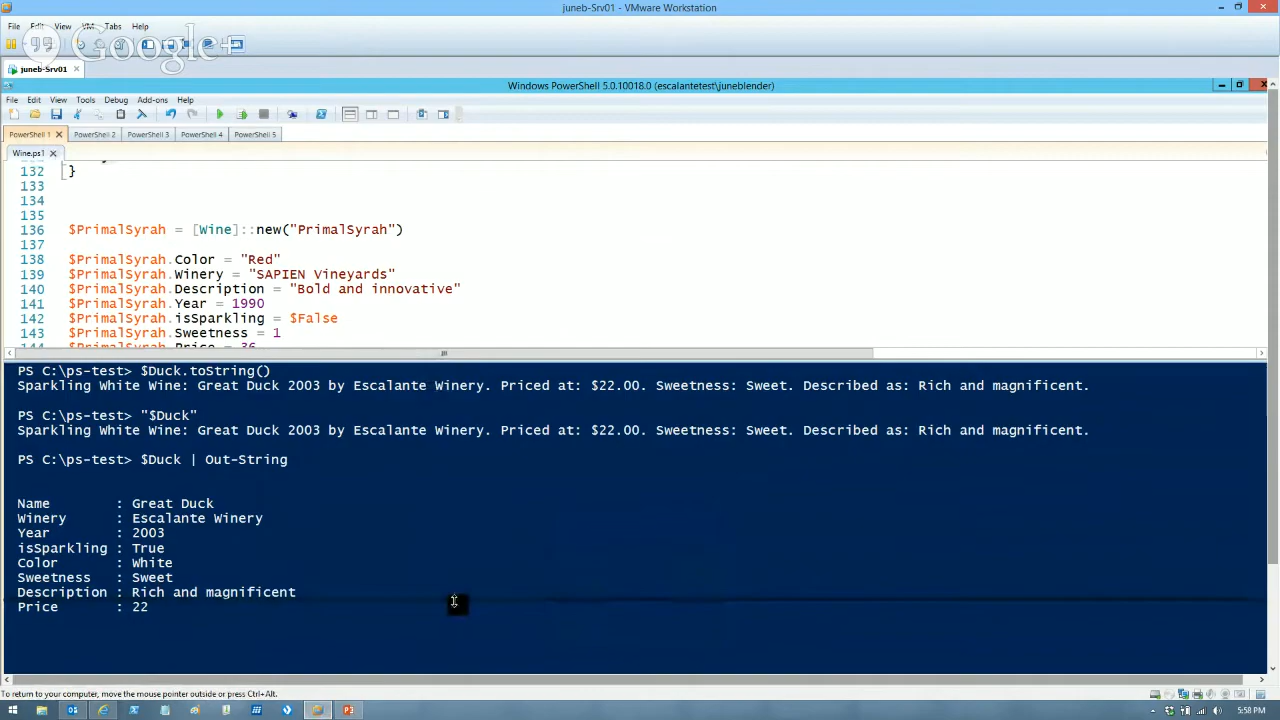 juneb-Srv01 - VMware Workstation
File Edit View VM Tabs Help
Google+
juneb-Srv01
Windows PowerShell 5.0.10018.0 (escalantetest\juneblender)
File Edit View Tools Debug Add-ons Help
PowerShell 1 PowerShell 2 PowerShell 3 PowerShell 4 PowerShell 5
Wine.ps1
132 }
133
134
135
136 $PrimalSyrah = [Wine]::new("PrimalSyrah")
137
138 $PrimalSyrah.Color = "Red"
139 $PrimalSyrah.Winery = "SAPIEN Vineyards"
140 $PrimalSyrah.Description = "Bold and innovative"
141 $PrimalSyrah.Year = 1990
142 $PrimalSyrah.isSparkling = $False
143 $PrimalSyrah.Sweetness = 1
144 $PrimalSyrah.Price = 36
PS C:\ps-test> $Duck.toString()
Sparkling White Wine: Great Duck 2003 by Escalante Winery. Priced at: $22.00. Sweetness: Sweet. Described as: Rich and magnificent.
PS C:\ps-test> "$Duck"
Sparkling White Wine: Great Duck 2003 by Escalante Winery. Priced at: $22.00. Sweetness: Sweet. Described as: Rich and magnificent.
PS C:\ps-test> $Duck | Out-String
Name : Great Duck
Winery : Escalante Winery
Year : 2003
isSparkling : True
Color : White
Sweetness : Sweet
Description : Rich and magnificent
Price : 22
To return to your computer, move the mouse pointer outside or press Ctrl+Alt.
5:58 PM